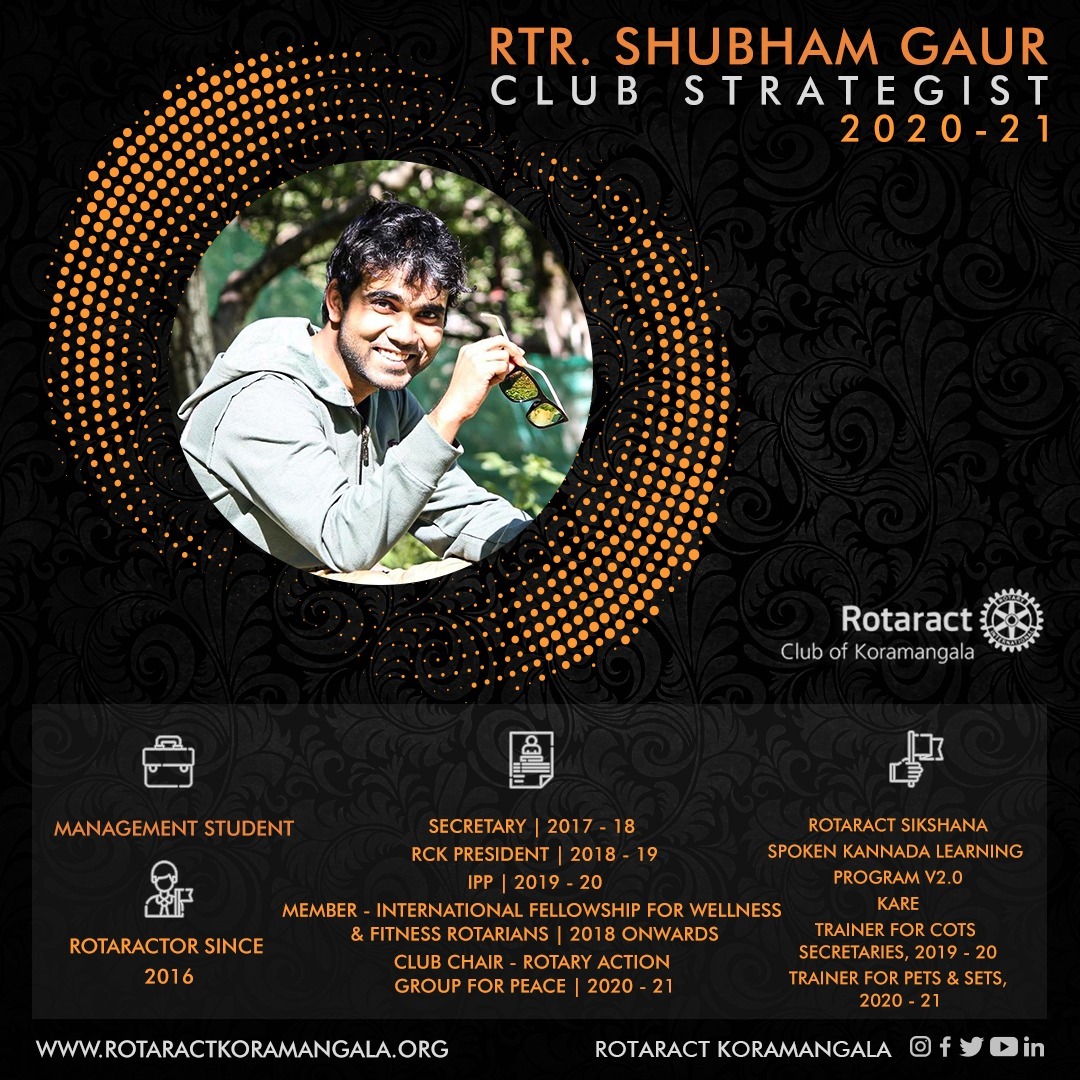 RTR. SHUBHAM GAUR
CLUB STRATEGIST
2020-21
Rotaract
Club of Koramangala
ROTARY
INTERNATIONAL
MANAGEMENT STUDENT
ROTARACTOR SINCE
2016
SECRETARY | 2017 - 18
RCK PRESIDENT | 2018 - 19
IPP | 2019 - 20
MEMBER - INTERNATIONAL FELLOWSHIP FOR WELLNESS
& FITNESS ROTARIANS | 2018 ONWARDS
CLUB CHAIR - ROTARY ACTION
GROUP FOR PEACE | 2020 - 21
ROTARACT SIKSHANA
SPOKEN KANNADA LEARNING
PROGRAM V2.0
KARE
TRAINER FOR COTS
SECRETARIES, 2019 - 20
TRAINER FOR PETS & SETS,
2020 - 21
WWW.ROTARACTKORAMANGALA.ORG
ROTARACT KORAMANGALA